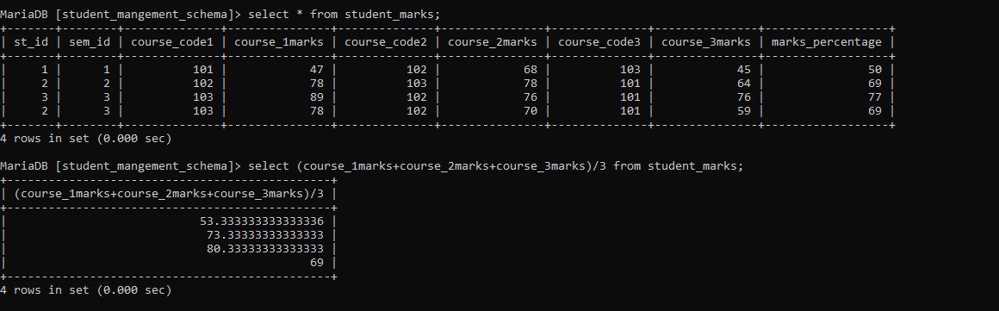 MariaDB [student_mangement_schema]> select * from student_marks;
+-------+--------+--------------+---------------+--------------+---------------+--------------+---------------+------------------+
| st_id | sem_id | course_code1 | course_1marks | course_code2 | course_2marks | course_code3 | course_3marks | marks_percentage |
+-------+--------+--------------+---------------+--------------+---------------+--------------+---------------+------------------+
|     1 |      1 |          101 |            47 |          102 |            68 |          103 |            45 |               50 |
|     2 |      2 |          102 |            78 |          103 |            78 |          101 |            64 |               69 |
|     3 |      3 |          103 |            89 |          102 |            76 |          101 |            76 |               77 |
|     2 |      3 |          103 |            78 |          102 |            70 |          101 |            59 |               69 |
+-------+--------+--------------+---------------+--------------+---------------+--------------+---------------+------------------+
4 rows in set (0.000 sec)
MariaDB [student_mangement_schema]> select (course_1marks+course_2marks+course_3marks)/3 from student_marks;
+-----------------------------------------------+
| (course_1marks+course_2marks+course_3marks)/3 |
+-----------------------------------------------+
|                            53.333333333333336 |
|                             73.33333333333333 |
|                             80.33333333333333 |
|                                            69 |
+-----------------------------------------------+
4 rows in set (0.000 sec)